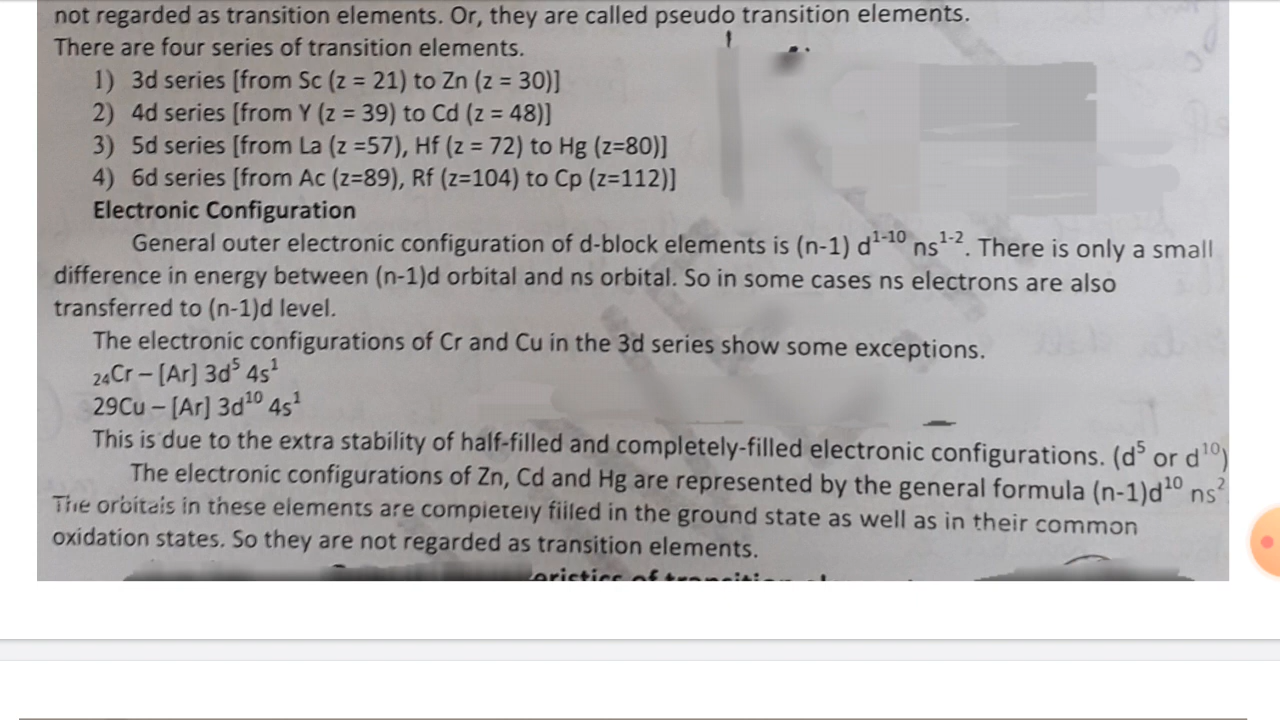 not regarded as transition elements. Or, they are called pseudo transition elements.
There are four series of transition elements.
1) 3d series [from Sc (z = 21) to Zn (z = 30)]
2) 4d series [from Y (z = 39) to Cd (z = 48)]
3) 5d series [from La (z =57), Hf (z = 72) to Hg (z=80)]
4) 6d series [from Ac (z=89), Rf (z=104) to Cp (z=112)]
Electronic Configuration
General outer electronic configuration of d-block elements is (n-1) d¹⁻¹⁰ ns¹⁻². There is only a small
difference in energy between (n-1)d orbital and ns orbital. So in some cases ns electrons are also
transferred to (n-1)d level.
The electronic configurations of Cr and Cu in the 3d series show some exceptions.
₂₄Cr – [Ar] 3d⁵ 4s¹
29Cu – [Ar] 3d¹⁰ 4s¹
This is due to the extra stability of half-filled and completely-filled electronic configurations. (d⁵ or d¹⁰)
The electronic configurations of Zn, Cd and Hg are represented by the general formula (n-1)d¹⁰ ns²
The orbitals in these elements are completely filled in the ground state as well as in their common
oxidation states. So they are not regarded as transition elements.